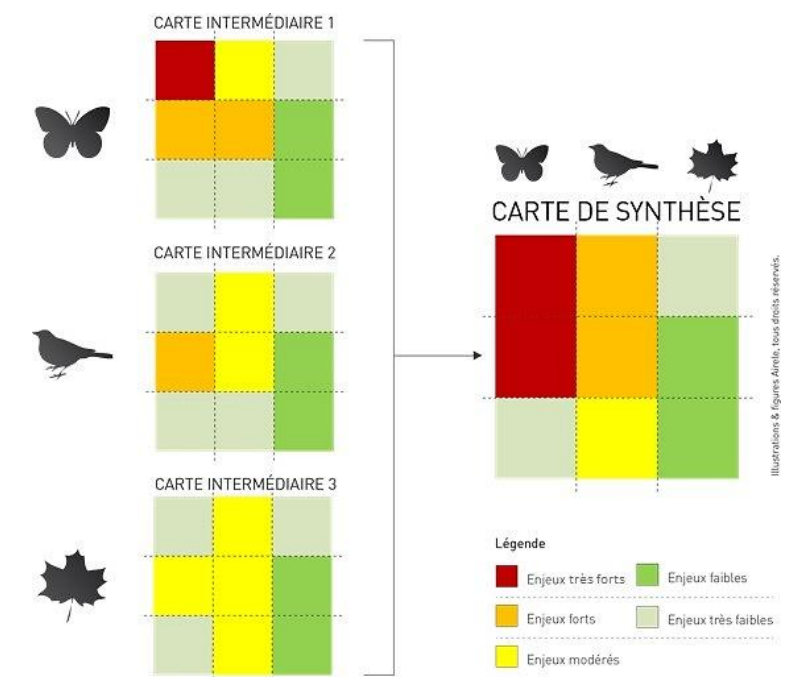 CARTE INTERMÉDIAIRE 1
CARTE INTERMÉDIAIRE 2
CARTE INTERMÉDIAIRE 3
CARTE DE SYNTHÈSE
Illustrations & figures Airele, tous droits réservés.
Légende
Enjeux très forts
Enjeux faibles
Enjeux forts
Enjeux très faibles
Enjeux modérés